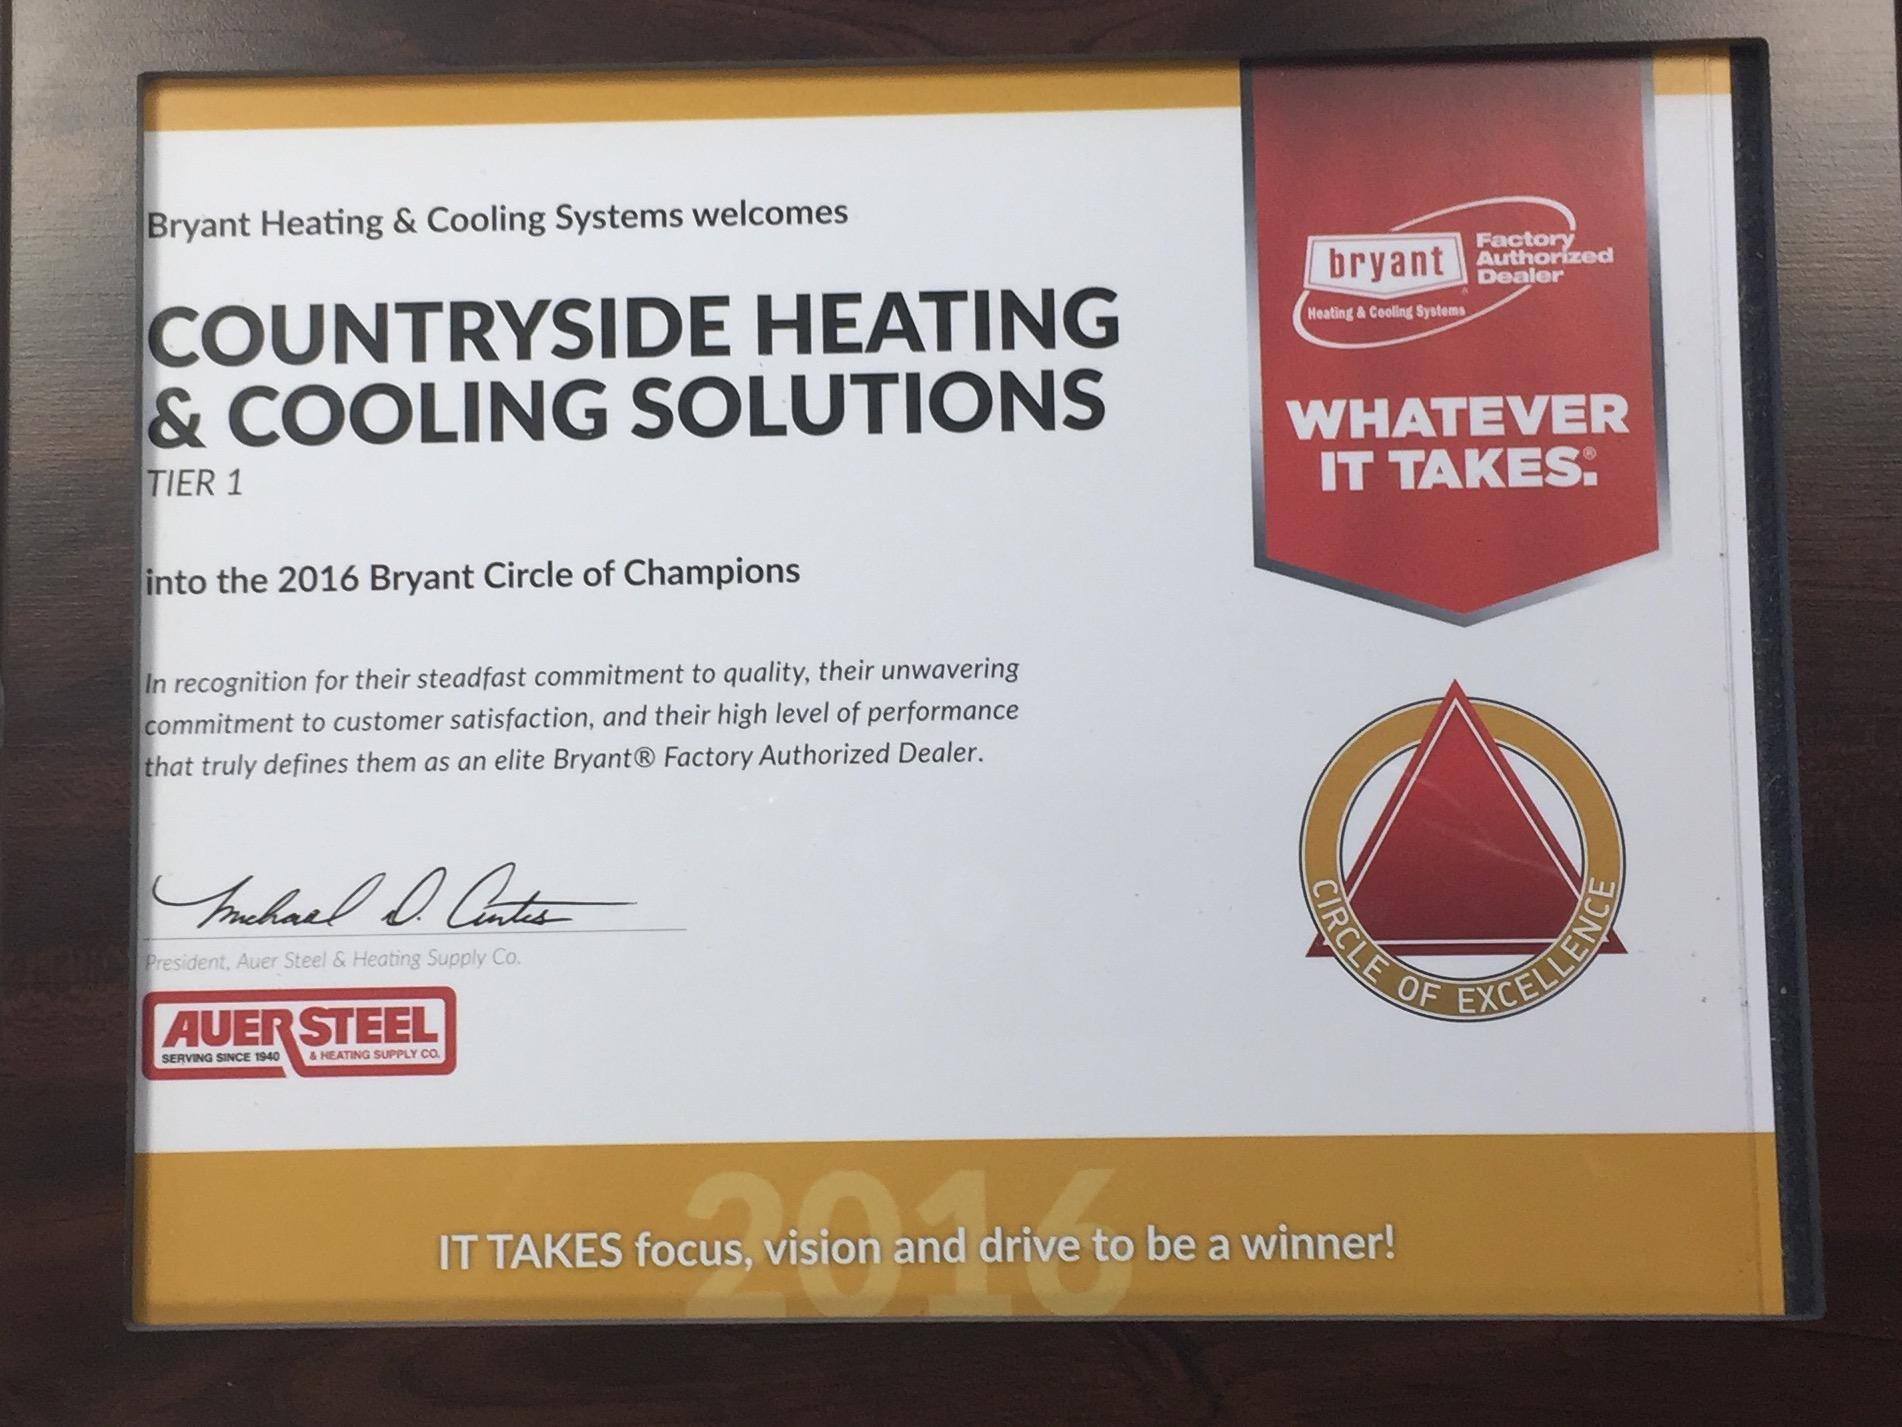 Bryant Heating & Cooling Systems welcomes
COUNTRYSIDE HEATING
& COOLING SOLUTIONS
TIER 1
into the 2016 Bryant Circle of Champions
In recognition for their steadfast commitment to quality, their unwavering
commitment to customer satisfaction, and their high level of performance
that truly defines them as an elite Bryant® Factory Authorized Dealer.
Michael D. Curtis
President, Auer Steel & Heating Supply Co.
AUER STEEL
SERVING SINCE 1940 & HEATING SUPPLY CO.
bryant
Factory
Authorized
Dealer
Heating & Cooling Systems
WHATEVER
IT TAKES.®
CIRCLE OF EXCELLENCE
2016
IT TAKES focus, vision and drive to be a winner!